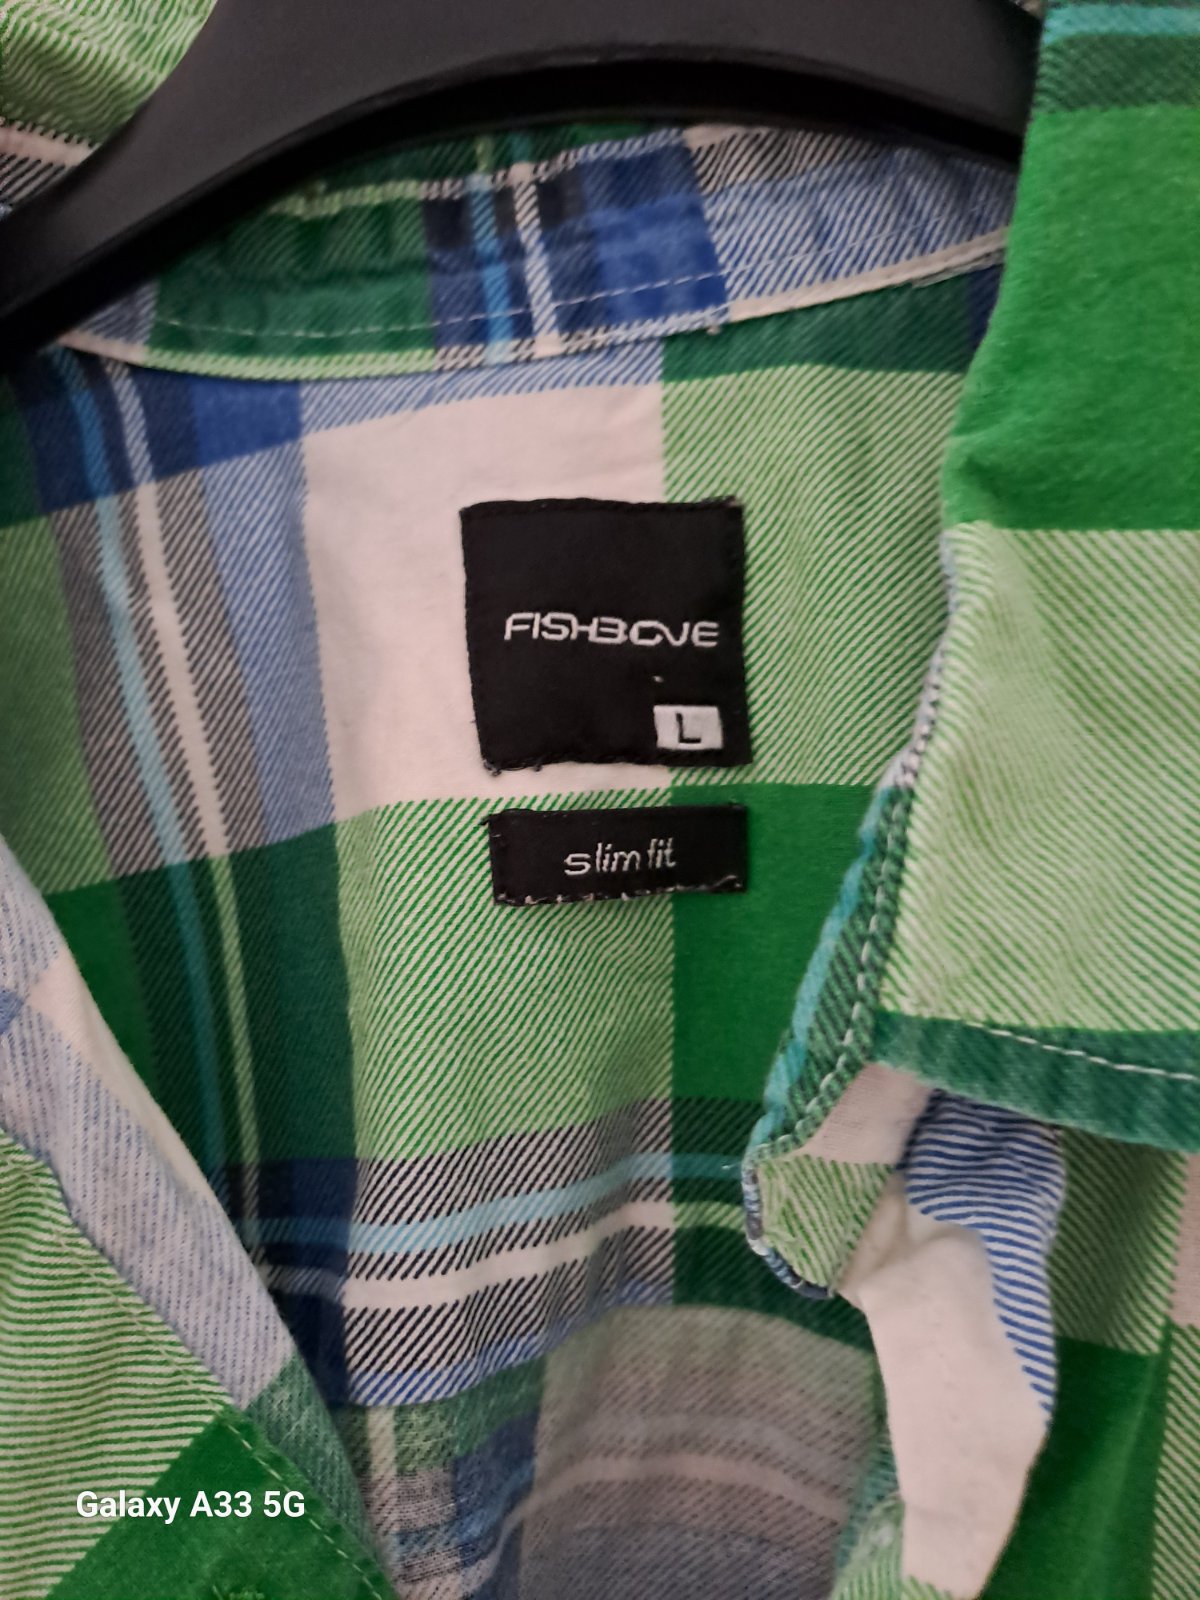 FISHBONE
L
slim fit
Galaxy A33 5G